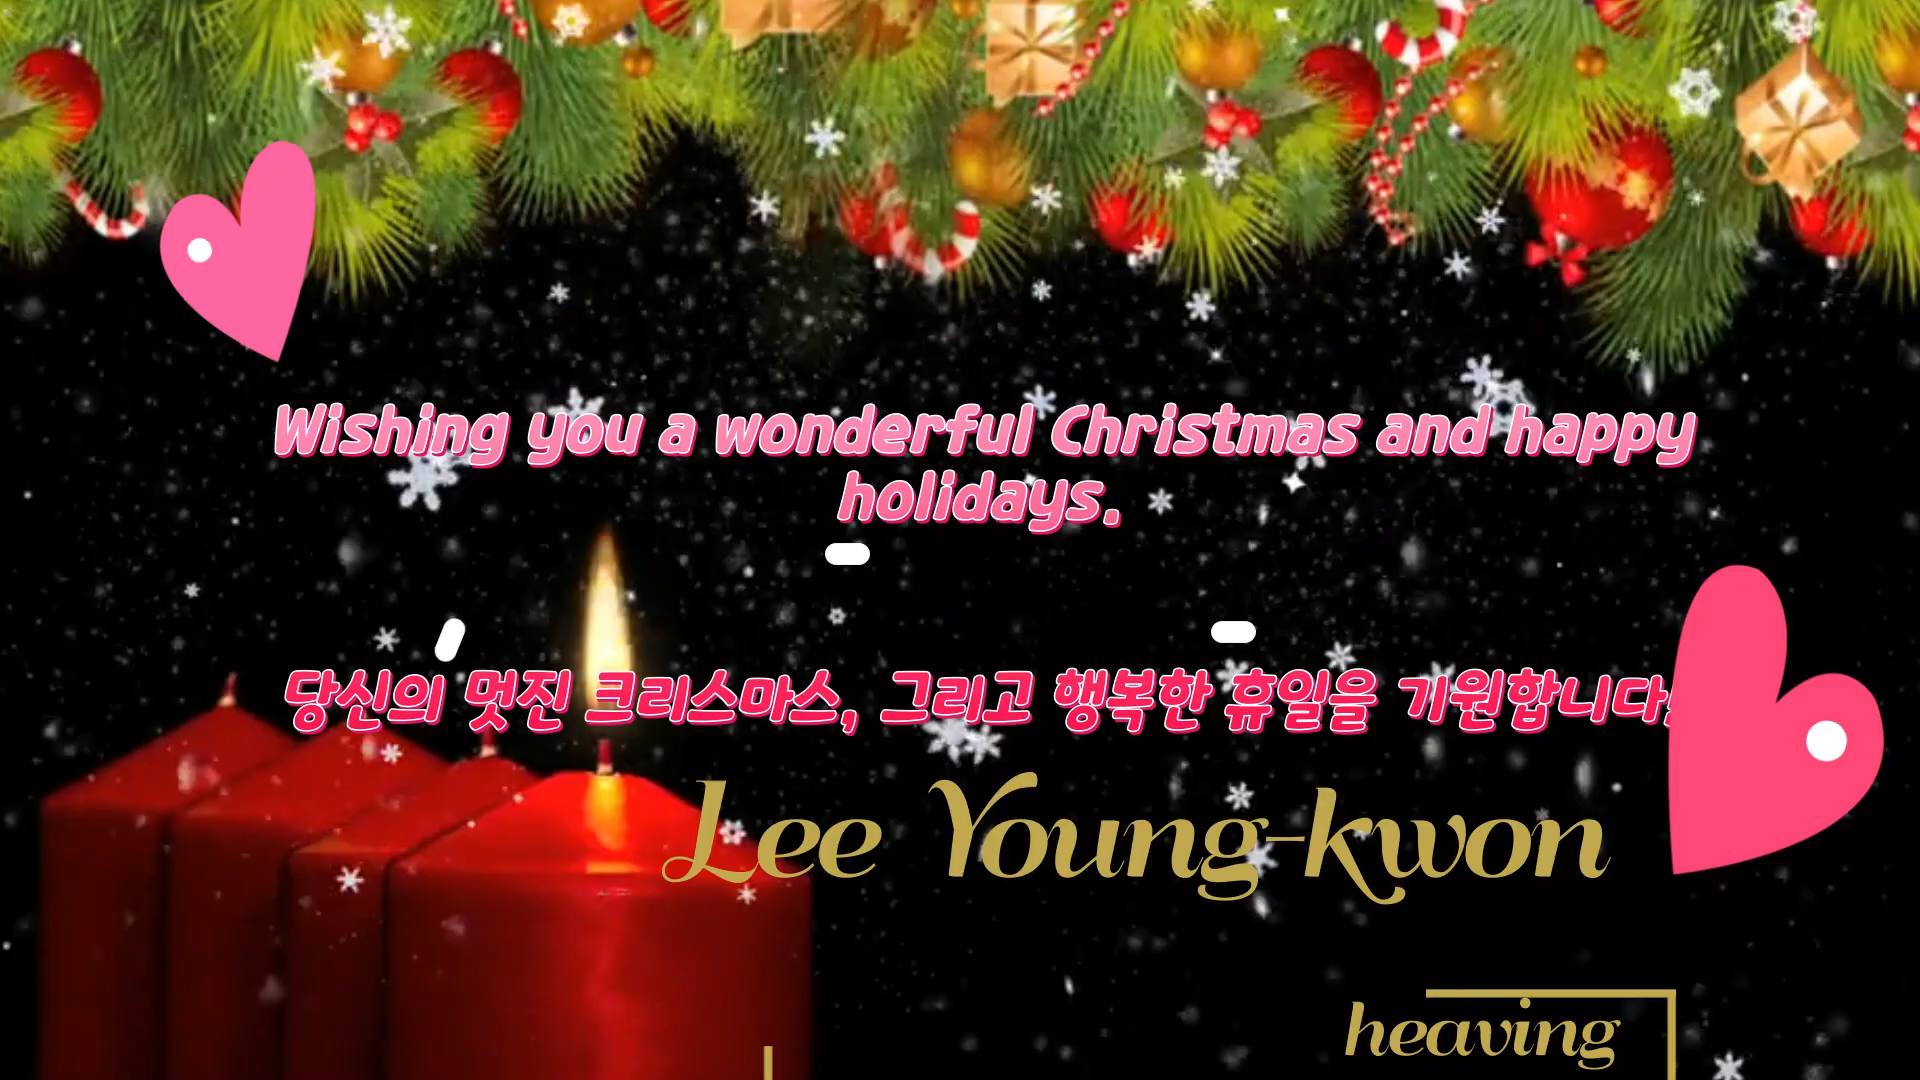 Wishing you a wonderful Christmas and happy
holidays.
당신의 멋진 크리스마스, 그리고 행복한 휴일을 기원합니다.
Lee Young-kwon
heaving